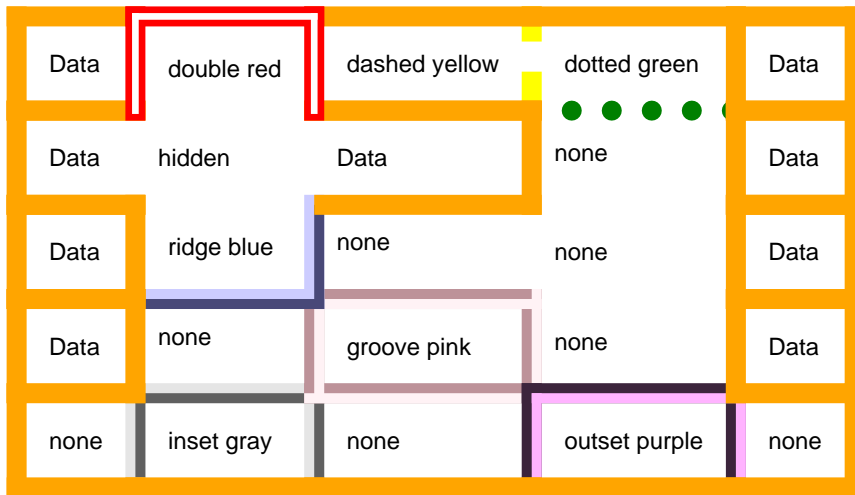 Data double red dashed yellow dotted green Data
Data hidden Data none Data
Data ridge blue none none Data
Data none groove pink none Data
none inset gray none outset purple none